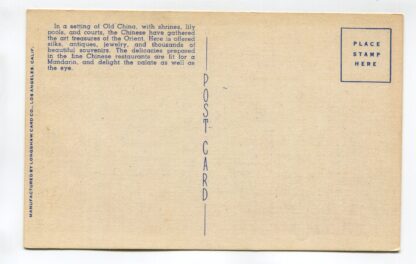 In a setting of Old China, with shrines, lily
pools, and courts, the Chinese have gathered
the art treasures of the Orient. Here is offered
silks, antiques, jewelry, and thousands of
beautiful souvenirs. The delicacies prepared
in the fine Chinese restaurants are fit for a
Mandarin, and delight the palate as well as
the eye.
PLACE
STAMP
HERE
POST CARD
MANUFACTURED BY LONGSHAW CARD CO., LOS ANGELES, CALIF.